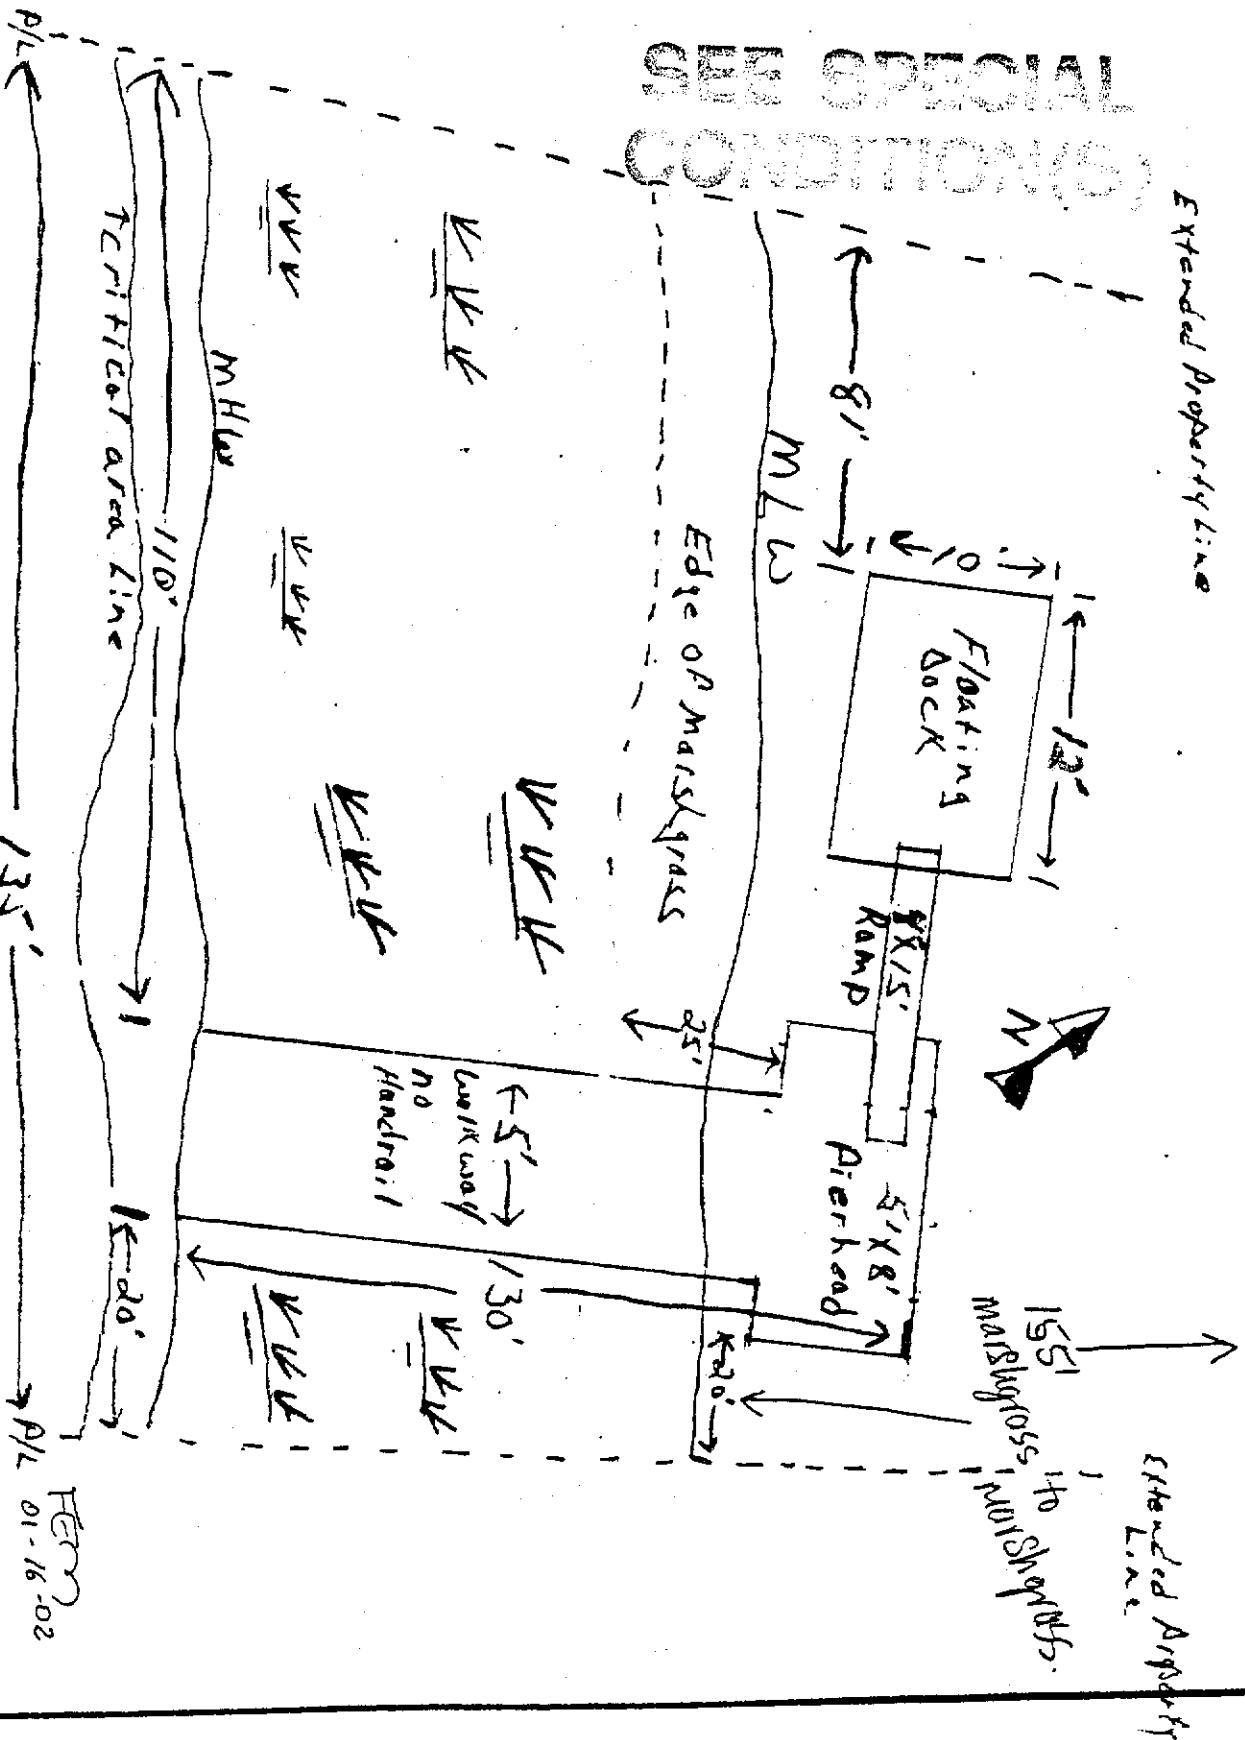 SEE SPECIAL
CONDITION(S)
Extended Property Line
81'
MLW
10'
12'
Floating
Dock
Edge of Marshgrass
4'X15'
Ramp
N
25'
5'X8'
Pierhead
MHW
110'
↑critical area Line
135'
P/L
←5'→
walkway
no
Handrail
130'
←20'→
←20'→
155'
marshgrass to marshgrass.
Extended Property
Line
P/L
01-16-02